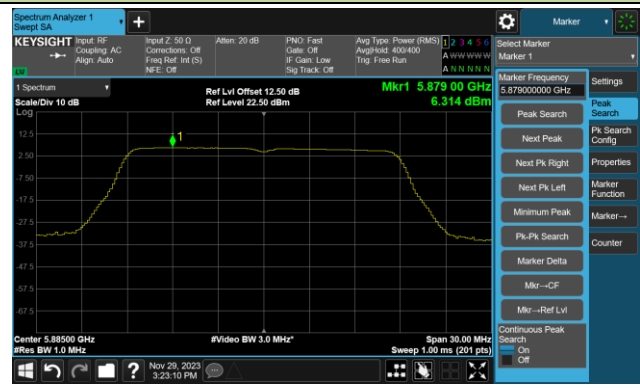 Spectrum Analyzer 1
Swept SA
Marker
KEYSIGHT
Input: RF
Coupling: AC
Align: Auto
Input Z: 50 Ω
Corrections: Off
Freq Ref: Int (S)
NFE: Off
Atten: 20 dB
PNO: Fast
Gate: Off
IF Gain: Low
Sig Track: Off
Avg Type: Power (RMS)
Avg|Hold: 400/400
Trig: Free Run
1 2 3 4 5 6
A W W W W W
A N N N N N
LV
Select Marker
Marker 1
1 Spectrum
Scale/Div 10 dB
Log
Ref Lvl Offset 12.50 dB
Ref Level 22.50 dBm
Mkr1 5.879 00 GHz
6.314 dBm
1
12.5
2.50
-7.50
-17.5
-27.5
-37.5
-47.5
-57.5
-67.5
Center 5.88500 GHz
#Res BW 1.0 MHz
#Video BW 3.0 MHz*
Span 30.00 MHz
Sweep 1.00 ms (201 pts)
Marker Frequency
5.879000000 GHz
Peak Search
Next Peak
Next Pk Right
Next Pk Left
Minimum Peak
Pk-Pk Search
Marker Delta
Mkr→CF
Mkr→Ref Lvl
Continuous Peak
Search
On
Off
Settings
Peak
Search
Pk Search
Config
Properties
Marker
Function
Marker→
Counter
Nov 29, 2023
3:23:10 PM